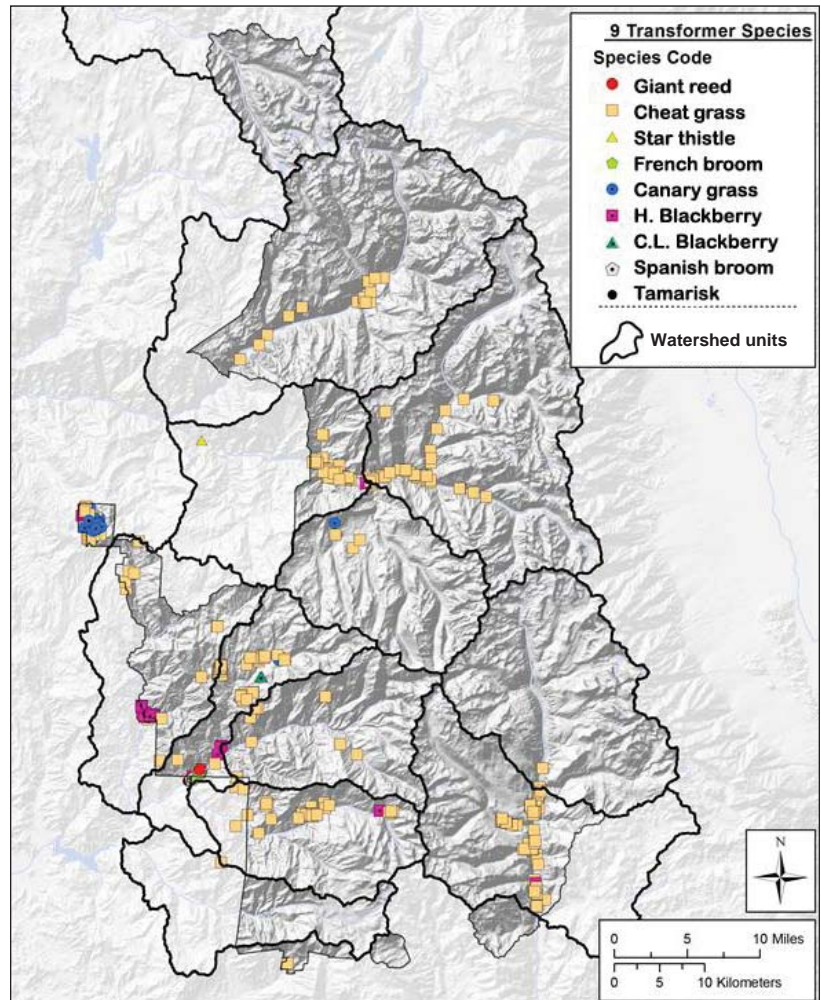 9 Transformer Species
Species Code
Giant reed
Cheat grass
Star thistle
French broom
Canary grass
H. Blackberry
C.L. Blackberry
Spanish broom
Tamarisk
Watershed units
N
0 5 10 Miles
0 5 10 Kilometers